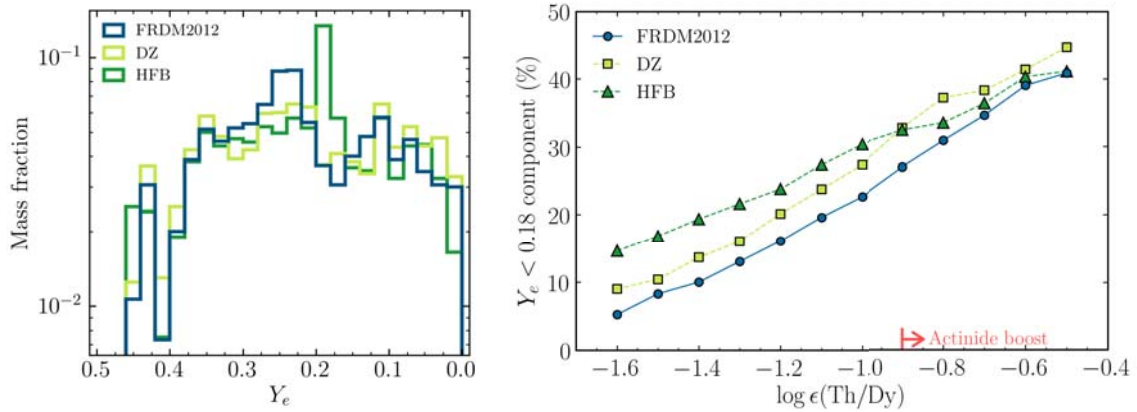 FRDM2012
DZ
HFB
10⁻¹
10⁻²
Mass fraction
0.5 0.4 0.3 0.2 0.1 0.0
Yₑ
FRDM2012
DZ
HFB
50
40
30
20
10
0
Yₑ < 0.18 component (%)
Actinide boost
−1.6 −1.4 −1.2 −1.0 −0.8 −0.6 −0.4
log ϵ(Th/Dy)